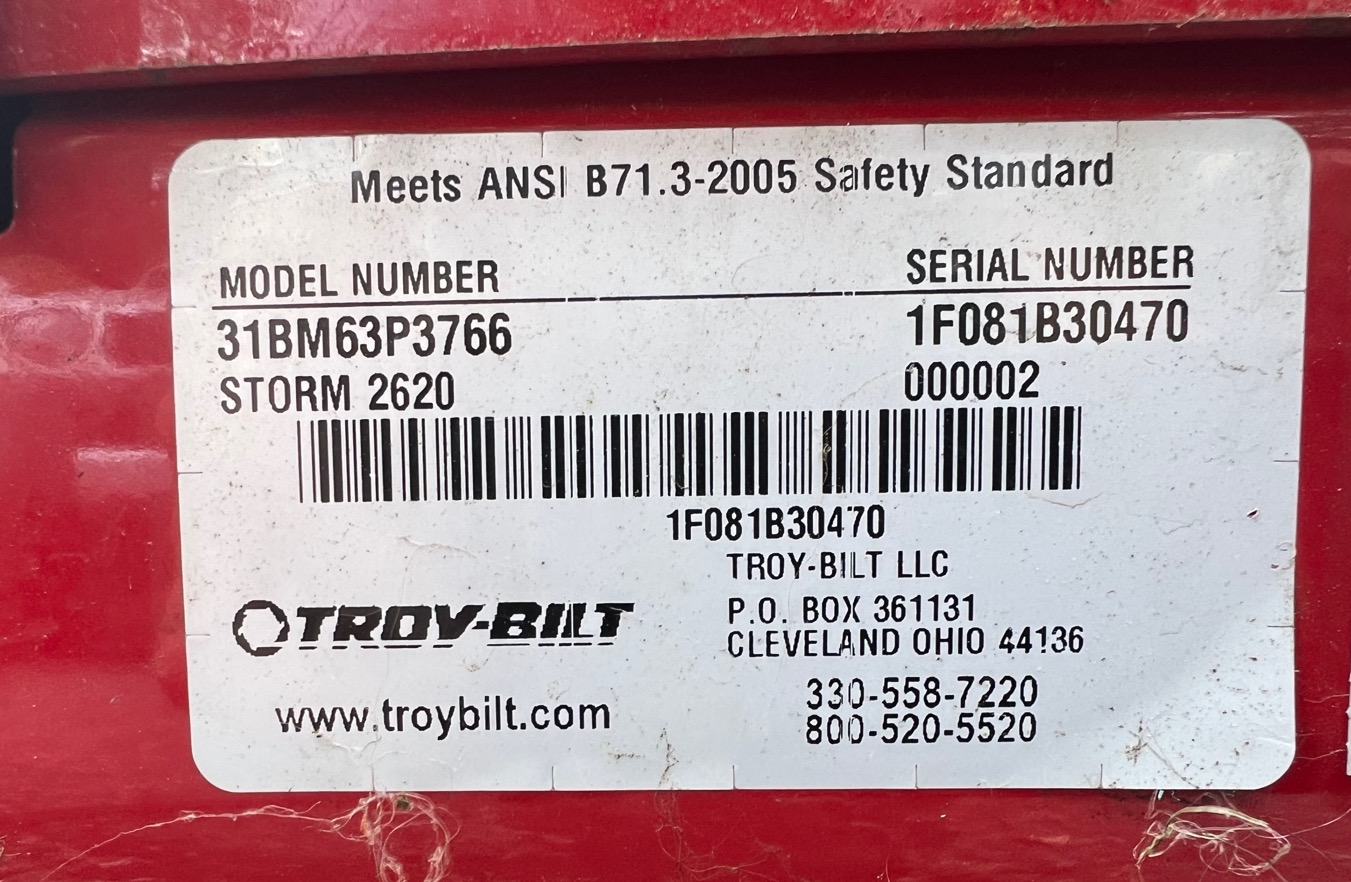 Meets ANSI B71.3-2005 Safety Standard
MODEL NUMBER SERIAL NUMBER
31BM63P3766 1F081B30470
STORM 2620 000002
1F081B30470
TROY-BILT LLC
P.O. BOX 361131
TROY-BILT CLEVELAND OHIO 44136
www.troybilt.com 330-558-7220
800-520-5520